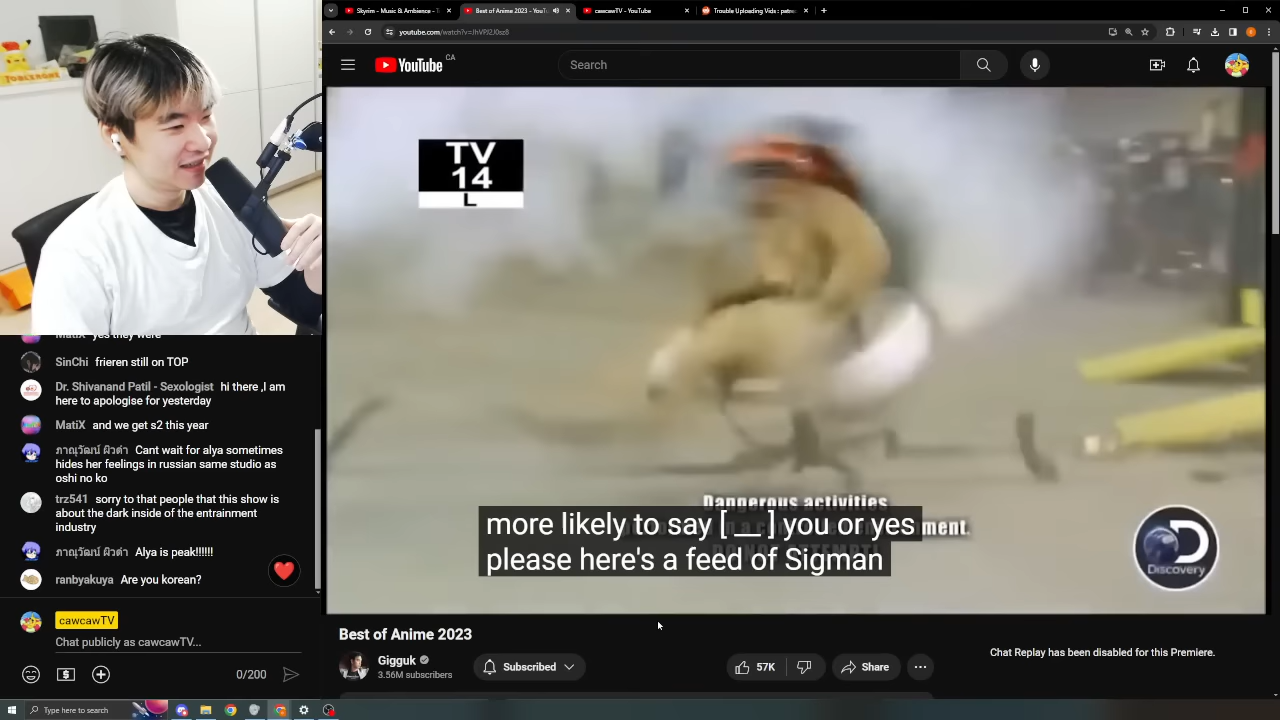 Skyrim - Music & Ambience - T
Best of Anime 2023 - YouT
cawcawTV - YouTube
Trouble Uploading Vids : patre
youtube.com/watch?v=JhVPJ2J0sz8
TOBLERONE
YouTube CA
Search
TV
14
L
Dangerous activities
more likely to say [ __ ] you or yes
please here's a feed of Sigman
DISCOVERY
MatiX yes they were
SinChi frieren still on TOP
Dr. Shivanand Patil - Sexologist hi there ,I am
here to apologise for yesterday
MatiX and we get s2 this year
ภาณุวัฒน์ ผิวดำ Cant wait for alya sometimes
hides her feelings in russian same studio as
oshi no ko
trz541 sorry to that people that this show is
about the dark inside of the entrainment
industry
ภาณุวัฒน์ ผิวดำ Alya is peak!!!!!!
ranbyakuya Are you korean?
cawcawTV
Chat publicly as cawcawTV...
0/200
Best of Anime 2023
Gigguk
3.56M subscribers
Subscribed
57K
Share
Chat Replay has been disabled for this Premiere.
Type here to search